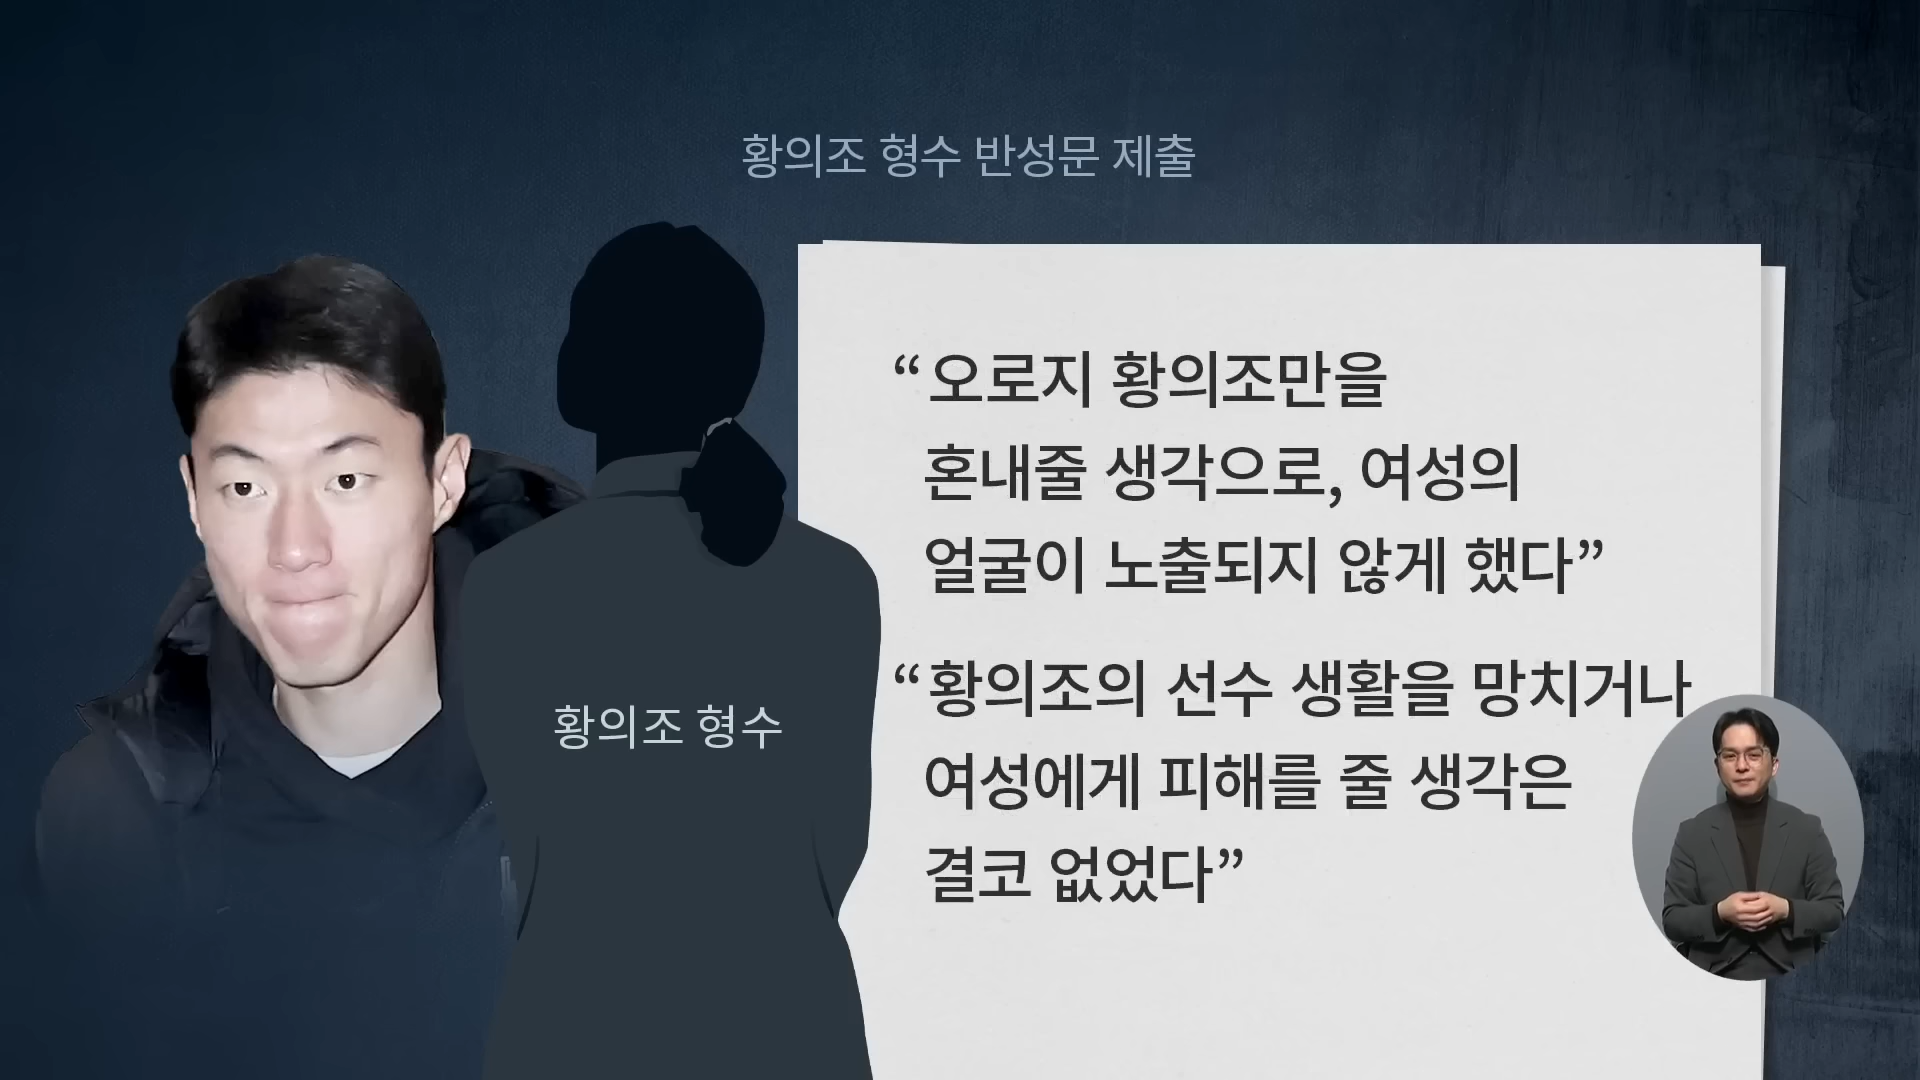 황의조 형수 반성문 제출
“오로지 황의조만을
혼내줄 생각으로, 여성의
얼굴이 노출되지 않게 했다”
“황의조의 선수 생활을 망치거나
여성에게 피해를 줄 생각은
결코 없었다”
황의조 형수